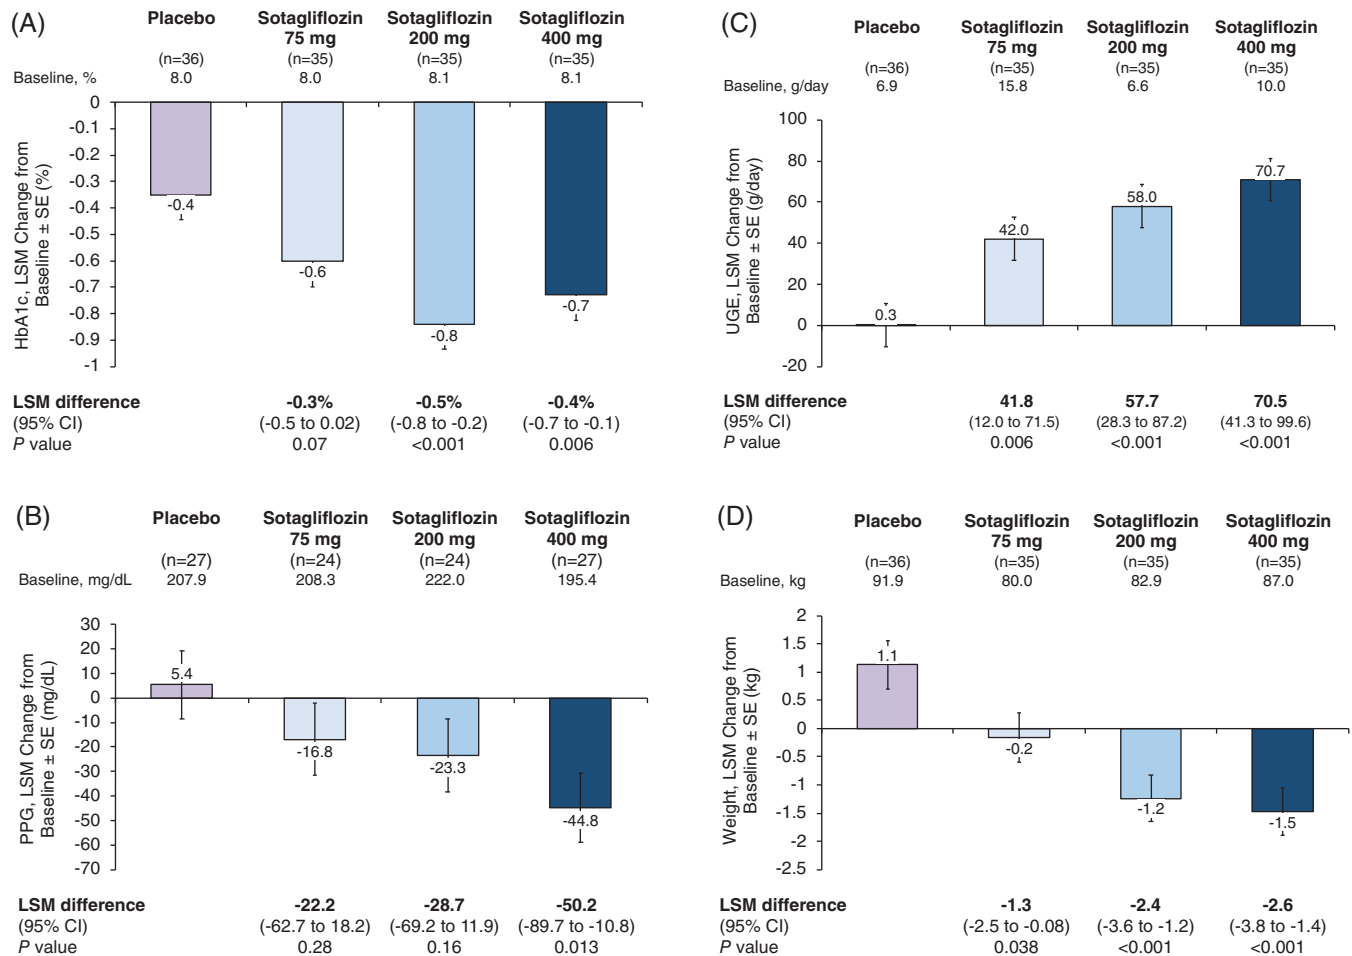 (A)
Placebo Sotagliflozin Sotagliflozin Sotagliflozin
75 mg 200 mg 400 mg
(n=36) (n=35) (n=35) (n=35)
Baseline, % 8.0 8.0 8.1 8.1
HbA1c, LSM Change from
Baseline ± SE (%)
0
-0.1
-0.2
-0.3
-0.4
-0.5
-0.6
-0.7
-0.8
-0.9
-1
-0.4
-0.6
-0.8
-0.7
LSM difference -0.3% -0.5% -0.4%
(95% CI) (-0.5 to 0.02) (-0.8 to -0.2) (-0.7 to -0.1)
P value 0.07 <0.001 0.006
(B)
Placebo Sotagliflozin Sotagliflozin Sotagliflozin
75 mg 200 mg 400 mg
(n=27) (n=24) (n=24) (n=27)
Baseline, mg/dL 207.9 208.3 222.0 195.4
PPG, LSM Change from
Baseline ± SE (mg/dL)
30
20
10
0
-10
-20
-30
-40
-50
-60
-70
5.4
-16.8
-23.3
-44.8
LSM difference -22.2 -28.7 -50.2
(95% CI) (-62.7 to 18.2) (-69.2 to 11.9) (-89.7 to -10.8)
P value 0.28 0.16 0.013
(C)
Placebo Sotagliflozin Sotagliflozin Sotagliflozin
75 mg 200 mg 400 mg
(n=36) (n=35) (n=35) (n=35)
Baseline, g/day 6.9 15.8 6.6 10.0
UGE, LSM Change from
Baseline ± SE (g/day)
100
80
60
40
20
0
-20
0.3
42.0
58.0
70.7
LSM difference 41.8 57.7 70.5
(95% CI) (12.0 to 71.5) (28.3 to 87.2) (41.3 to 99.6)
P value 0.006 <0.001 <0.001
(D)
Placebo Sotagliflozin Sotagliflozin Sotagliflozin
75 mg 200 mg 400 mg
(n=36) (n=35) (n=35) (n=35)
Baseline, kg 91.9 80.0 82.9 87.0
Weight, LSM Change from
Baseline ± SE (kg)
2
1.5
1
0.5
0
-0.5
-1
-1.5
-2
-2.5
1.1
-0.2
-1.2
-1.5
LSM difference -1.3 -2.4 -2.6
(95% CI) (-2.5 to -0.08) (-3.6 to -1.2) (-3.8 to -1.4)
P value 0.038 <0.001 <0.001